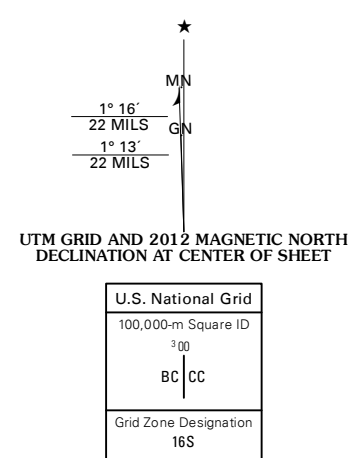 ★
MN
1° 16´
22 MILS
GN
1° 13´
22 MILS
UTM GRID AND 2012 MAGNETIC NORTH
DECLINATION AT CENTER OF SHEET
U.S. National Grid
100,000-m Square ID
³00
BC CC
Grid Zone Designation
16S